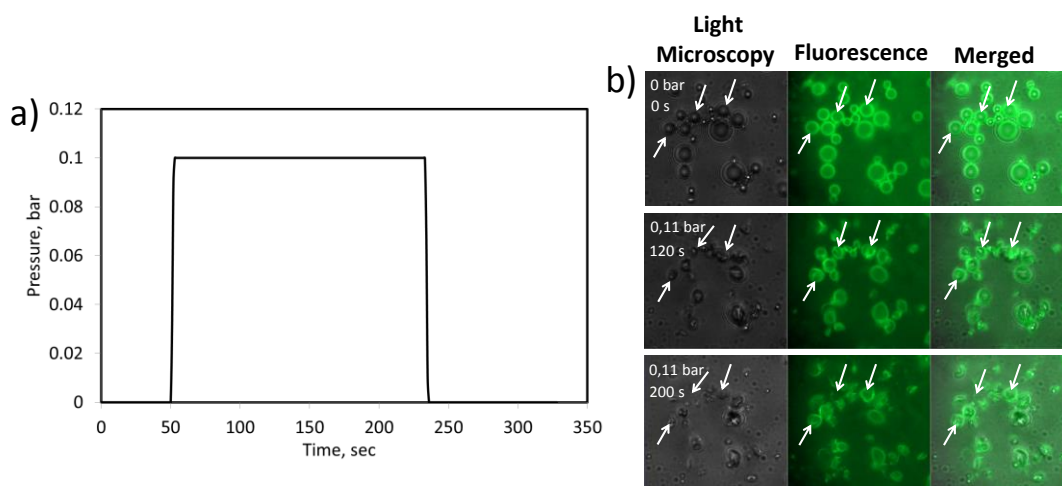 a)
0.12
0.1
0.08
0.06
0.04
0.02
0
Pressure, bar
0 50 100 150 200 250 300 350
Time, sec
b)
Light
Microscopy
Fluorescence
Merged
0 bar
0 s
0,11 bar
120 s
0,11 bar
200 s